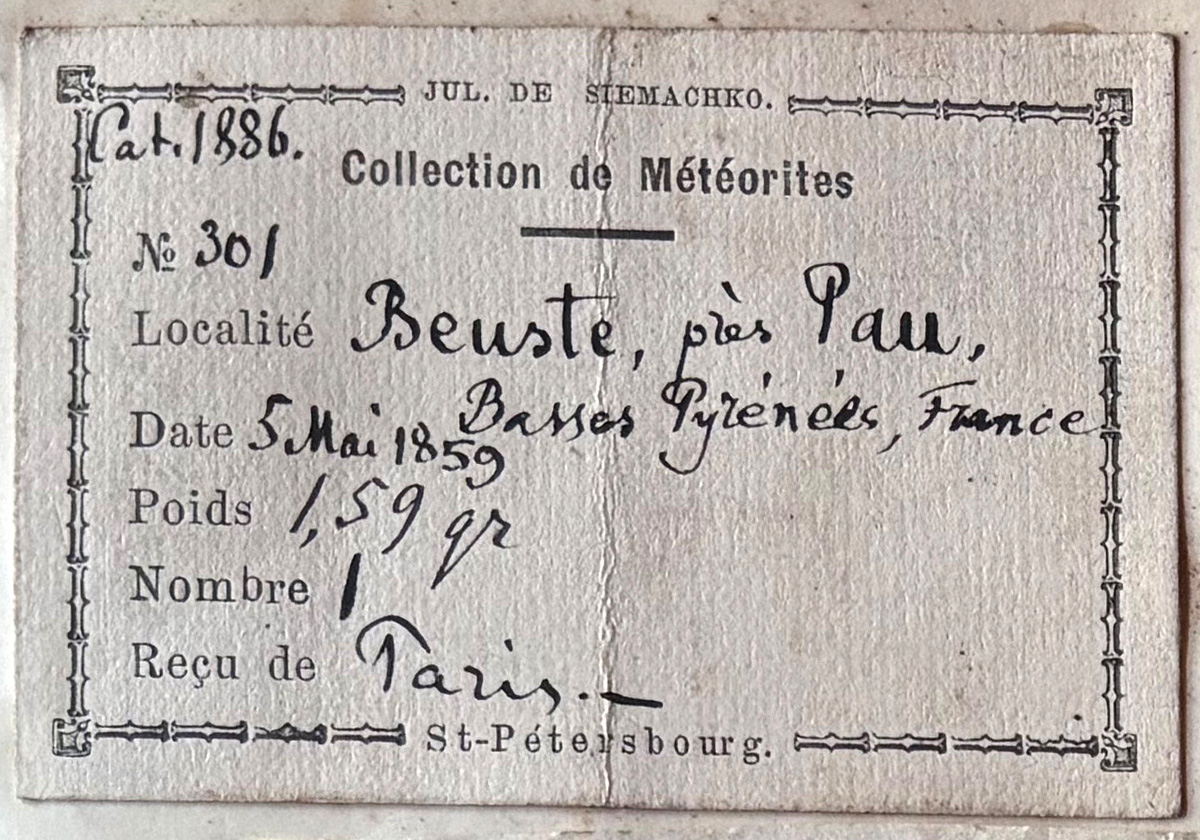 JUL. DE SIEMACHKO.
Cat. 1886.
Collection de Météorites
№ 301
Localité Beuste, près Pau,
Basses Pyrénées, France
Date 5 Mai 1859
Poids 1,59 gr
Nombre 1
Reçu de Paris. —
St-Pétersbourg.